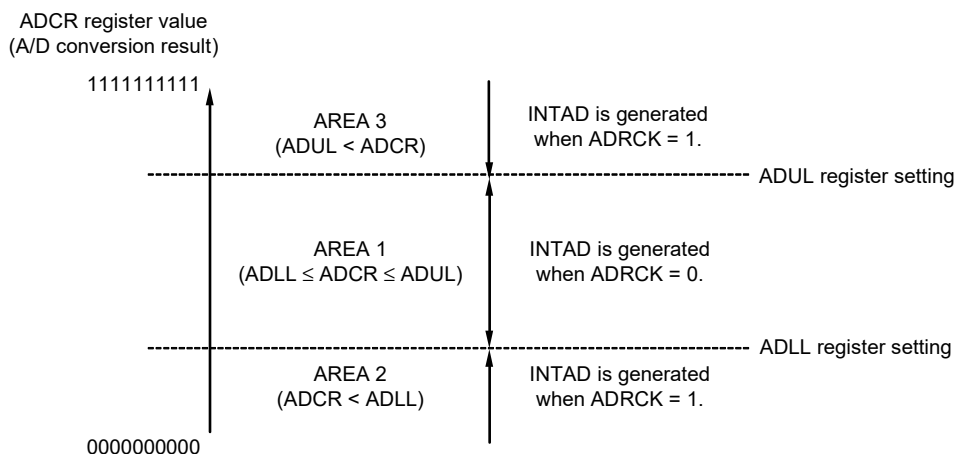 ADCR register value
(A/D conversion result)
1111111111
AREA 3
(ADUL < ADCR)
INTAD is generated
when ADRCK = 1.
ADUL register setting
AREA 1
(ADLL ≤ ADCR ≤ ADUL)
INTAD is generated
when ADRCK = 0.
ADLL register setting
AREA 2
(ADCR < ADLL)
INTAD is generated
when ADRCK = 1.
0000000000